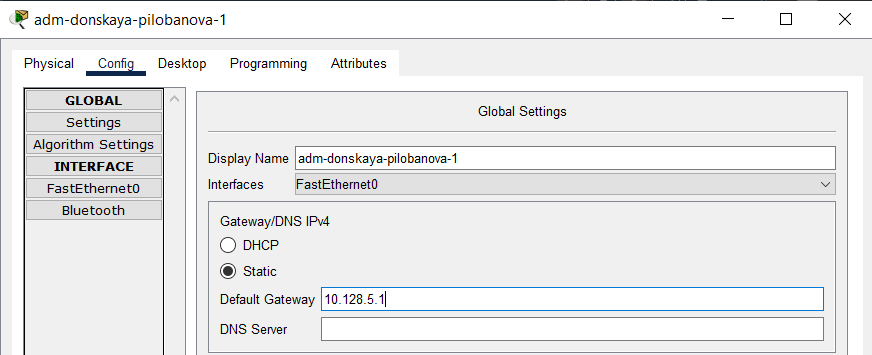 adm-donskaya-pilobanova-1
Physical Config Desktop Programming Attributes
GLOBAL
Settings
Algorithm Settings
INTERFACE
FastEthernet0
Bluetooth
Global Settings
Display Name adm-donskaya-pilobanova-1
Interfaces FastEthernet0
Gateway/DNS IPv4
DHCP
Static
Default Gateway 10.128.5.1
DNS Server